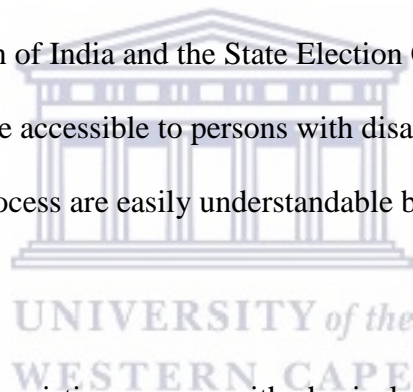 n of India and the State Election
e accessible to persons with disa
ocess are easily understandable b
UNIVERSITY of the
WESTERN CAPE